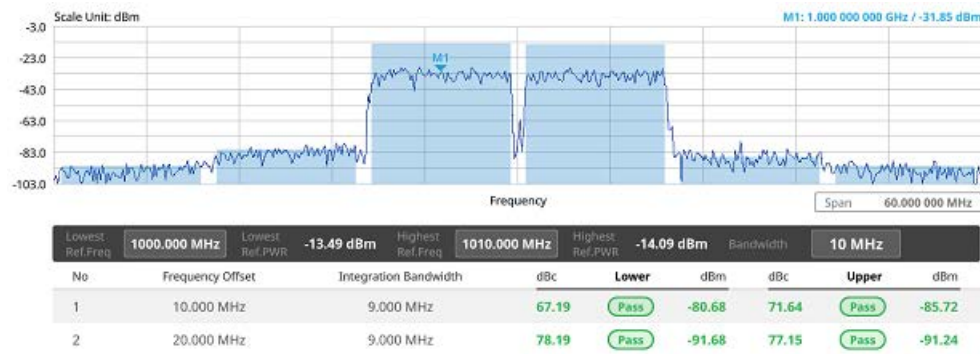 Scale Unit: dBm M1: 1.000 000 000 GHz / -31.85 dBm
-3.0
-23.0
M1
-43.0
-63.0
-83.0
-103.0
Frequency
Span 60.000 000 MHz
Lowest Ref.Freq 1000.000 MHz Lowest Ref.PWR -13.49 dBm Highest Ref.Freq 1010.000 MHz Highest Ref.PWR -14.09 dBm Bandwidth 10 MHz
No Frequency Offset Integration Bandwidth dBc Lower dBm dBc Upper dBm
1 10.000 MHz 9.000 MHz 67.19 Pass -80.68 71.64 Pass -85.72
2 20.000 MHz 9.000 MHz 78.19 Pass -91.68 77.15 Pass -91.24